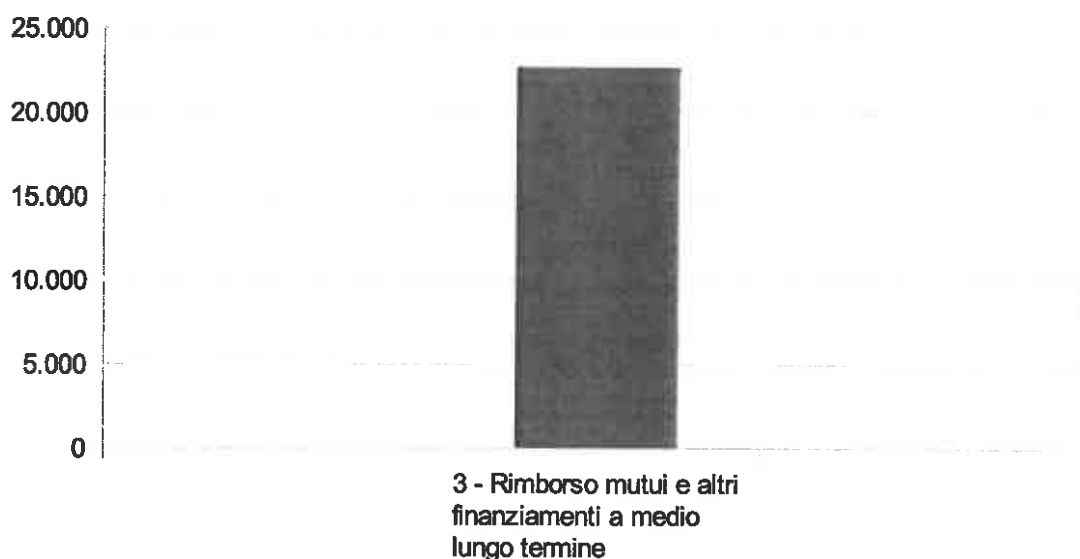 25.000
20.000
15.000
10.000
5.000
0
3 - Rimborso mutui e altri
finanziamenti a medio
lungo termine